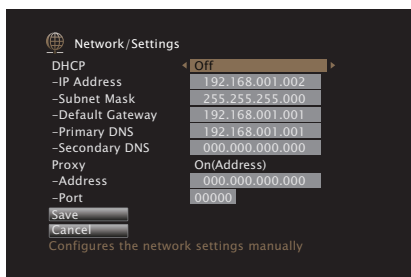 Network/Settings
DHCP Off
-IP Address 192.168.001.002
-Subnet Mask 255.255.255.000
-Default Gateway 192.168.001.001
-Primary DNS 192.168.001.001
-Secondary DNS 000.000.000.000
Proxy On(Address)
-Address 000.000.000.000
-Port 00000
Save
Cancel
Configures the network settings manually